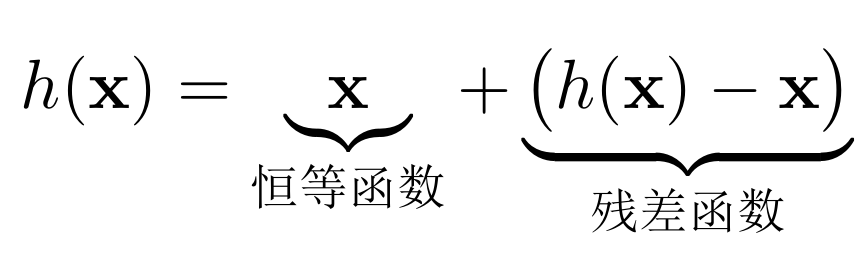 h(x) = x + (h(x) − x)
恒等函数
残差函数